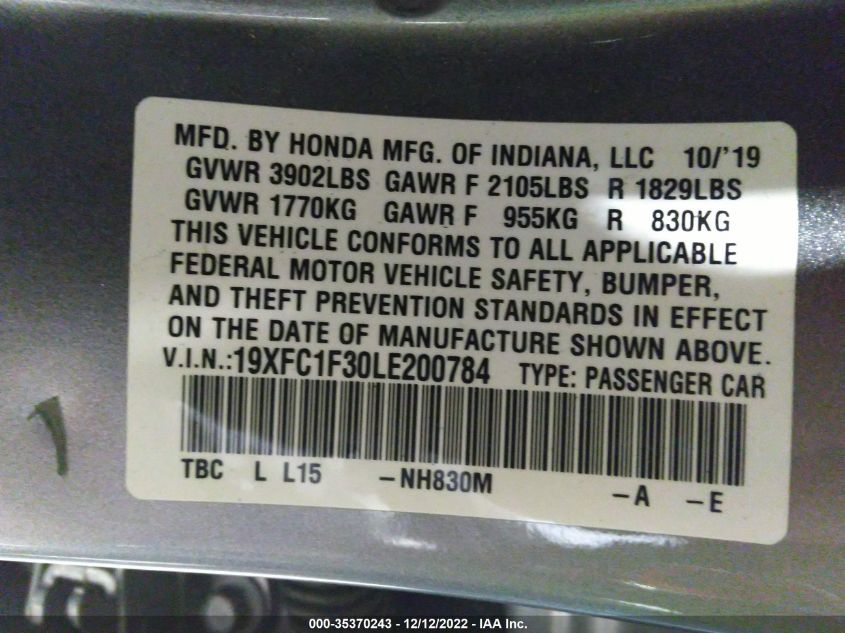 MFD. BY HONDA MFG. OF INDIANA, LLC 10/'19
GVWR 3902LBS GAWR F 2105LBS R 1829LBS
GVWR 1770KG GAWR F 955KG R 830KG
THIS VEHICLE CONFORMS TO ALL APPLICABLE
FEDERAL MOTOR VEHICLE SAFETY, BUMPER,
AND THEFT PREVENTION STANDARDS IN EFFECT
ON THE DATE OF MANUFACTURE SHOWN ABOVE.
V.I.N.:19XFC1F30LE200784 TYPE: PASSENGER CAR
TBC L L15 -NH830M -A -E
000-35370243 - 12/12/2022 - IAA Inc.